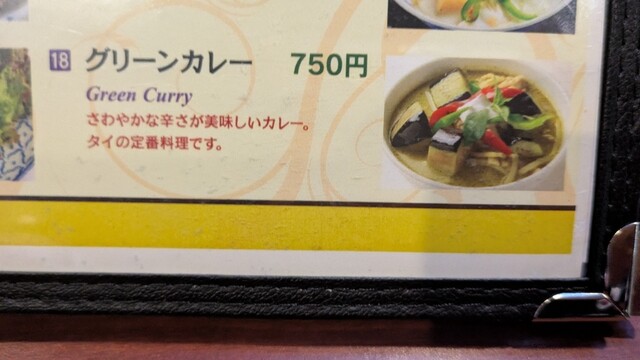 18 グリーンカレー 750円
Green Curry
さわやかな辛さが美味しいカレー。
タイの定番料理です。